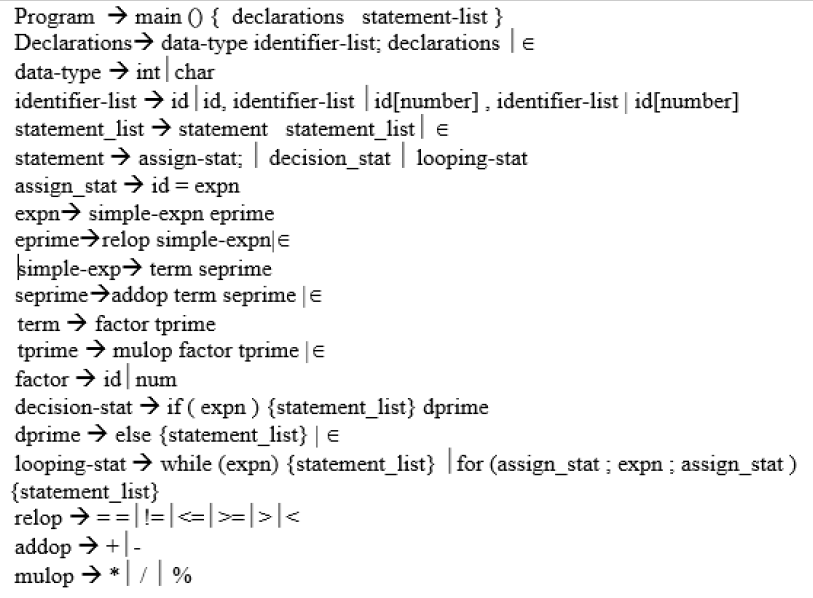 Program → main () { declarations statement-list }
Declarations→ data-type identifier-list; declarations | ∈
data-type → int|char
identifier-list → id|id, identifier-list |id[number] , identifier-list | id[number]
statement_list → statement statement_list| ∈
statement → assign-stat; | decision_stat | looping-stat
assign_stat → id = expn
expn→ simple-expn eprime
eprime→relop simple-expn|∈
simple-exp→ term seprime
seprime→addop term seprime |∈
term → factor tprime
tprime → mulop factor tprime |∈
factor → id|num
decision-stat → if ( expn ) {statement_list} dprime
dprime → else {statement_list} | ∈
looping-stat → while (expn) {statement_list} |for (assign_stat ; expn ; assign_stat )
{statement_list}
relop → = =|!=|<=|>=|>|<
addop → +|-
mulop → *| / | %